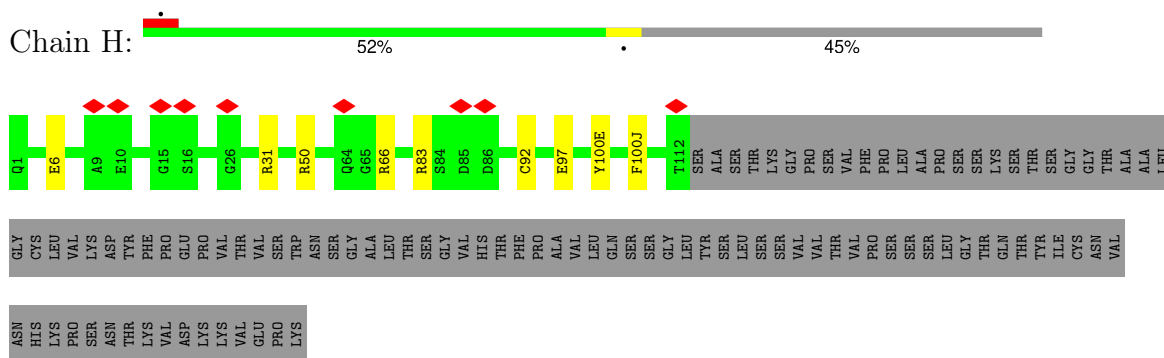 Chain H:
52% 45%
Q1 E6 A9 E10 G15 S16 G26 R31 R50 Q64 G65 R66 R83 S84 D85 D86 C92 E97 Y100E F100J T112 SER ALA SER THR LYS GLY PRO SER VAL PHE PRO LEU ALA PRO SER SER LYS SER THR SER GLY GLY THR ALA ALA LEU
GLY CYS LEU VAL LYS ASP TYR PHE PRO GLU PRO VAL THR VAL SER TRP ASN SER GLY ALA LEU THR SER GLY VAL HIS THR PHE PRO ALA VAL LEU GLN SER SER GLY LEU TYR SER LEU SER SER VAL VAL THR VAL PRO SER SER SER LEU GLY THR GLN THR TYR ILE CYS ASN VAL
ASN HIS LYS PRO SER ASN THR LYS VAL ASP LYS LYS VAL GLU PRO LYS